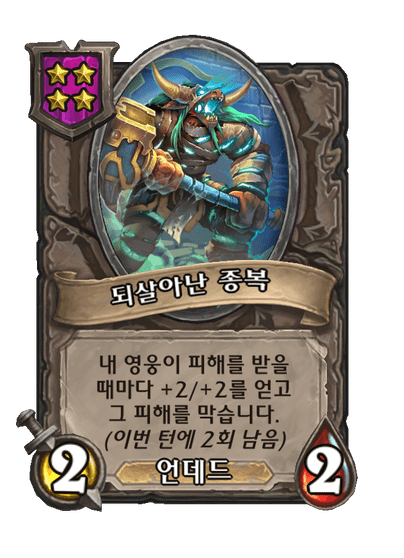 되살아난 종복
내 영웅이 피해를 받을
때마다 +2/+2를 얻고
그 피해를 막습니다.
(이번 턴에 2회 남음)
언데드
2
2